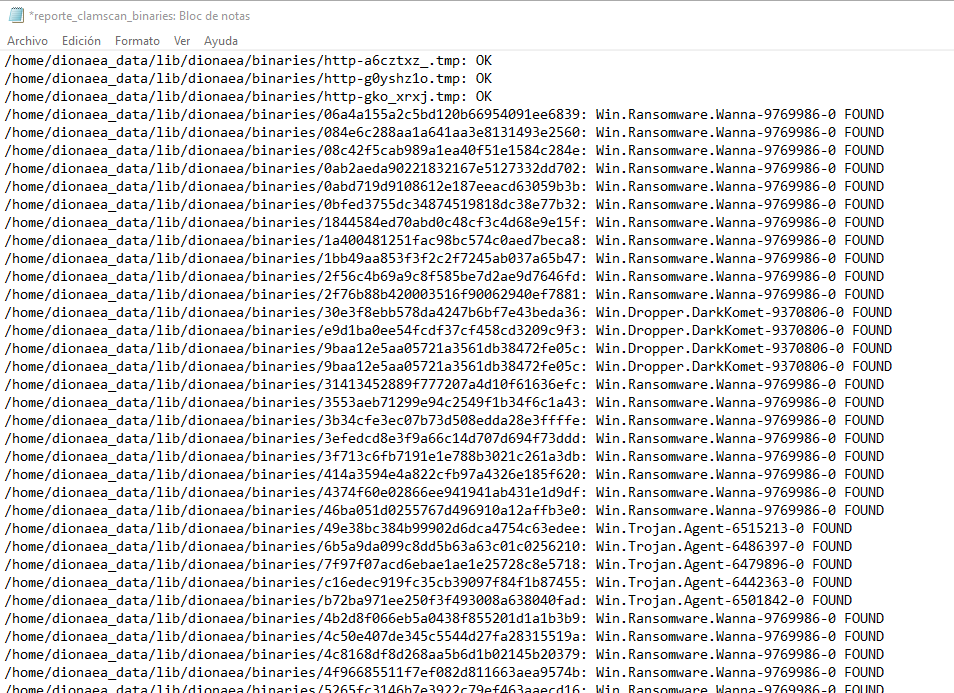 *reporte_clamscan_binaries: Bloc de notas
Archivo Edición Formato Ver Ayuda
/home/dionaea_data/lib/dionaea/binaries/http-a6cztxz_.tmp: OK
/home/dionaea_data/lib/dionaea/binaries/http-g0yshz1o.tmp: OK
/home/dionaea_data/lib/dionaea/binaries/http-gko_xrxj.tmp: OK
/home/dionaea_data/lib/dionaea/binaries/06a4a155a2c5bd120b66954091ee6839: Win.Ransomware.Wanna-9769986-0 FOUND
/home/dionaea_data/lib/dionaea/binaries/084e6c288aa1a641aa3e8131493e2560: Win.Ransomware.Wanna-9769986-0 FOUND
/home/dionaea_data/lib/dionaea/binaries/08c42f5cab989a1ea40f51e1584c284e: Win.Ransomware.Wanna-9769986-0 FOUND
/home/dionaea_data/lib/dionaea/binaries/0ab2aeda90221832167e5127332dd702: Win.Ransomware.Wanna-9769986-0 FOUND
/home/dionaea_data/lib/dionaea/binaries/0abd719d9108612e187eeacd63059b3b: Win.Ransomware.Wanna-9769986-0 FOUND
/home/dionaea_data/lib/dionaea/binaries/0bfed3755dc34874519818dc38e77b32: Win.Ransomware.Wanna-9769986-0 FOUND
/home/dionaea_data/lib/dionaea/binaries/1844584ed70abd0c48cf3c4d68e9e15f: Win.Ransomware.Wanna-9769986-0 FOUND
/home/dionaea_data/lib/dionaea/binaries/1a400481251fac98bc574c0aed7beca8: Win.Ransomware.Wanna-9769986-0 FOUND
/home/dionaea_data/lib/dionaea/binaries/1bb49aa853f3f2c2f7245ab037a65b47: Win.Ransomware.Wanna-9769986-0 FOUND
/home/dionaea_data/lib/dionaea/binaries/2f56c4b69a9c8f585be7d2ae9d7646fd: Win.Ransomware.Wanna-9769986-0 FOUND
/home/dionaea_data/lib/dionaea/binaries/2f76b88b420003516f90062940ef7881: Win.Ransomware.Wanna-9769986-0 FOUND
/home/dionaea_data/lib/dionaea/binaries/30e3f8ebb578da4247b6bf7e43beda36: Win.Dropper.DarkKomet-9370806-0 FOUND
/home/dionaea_data/lib/dionaea/binaries/e9d1ba0ee54fcdf37cf458cd3209c9f3: Win.Dropper.DarkKomet-9370806-0 FOUND
/home/dionaea_data/lib/dionaea/binaries/9baa12e5aa05721a3561db38472fe05c: Win.Dropper.DarkKomet-9370806-0 FOUND
/home/dionaea_data/lib/dionaea/binaries/9baa12e5aa05721a3561db38472fe05c: Win.Dropper.DarkKomet-9370806-0 FOUND
/home/dionaea_data/lib/dionaea/binaries/31413452889f777207a4d10f61636efc: Win.Ransomware.Wanna-9769986-0 FOUND
/home/dionaea_data/lib/dionaea/binaries/3553aeb71299e94c2549f1b34f6c1a43: Win.Ransomware.Wanna-9769986-0 FOUND
/home/dionaea_data/lib/dionaea/binaries/3b34cfe3ec07b73d508edda28e3ffffe: Win.Ransomware.Wanna-9769986-0 FOUND
/home/dionaea_data/lib/dionaea/binaries/3efedcd8e3f9a66c14d707d694f73ddd: Win.Ransomware.Wanna-9769986-0 FOUND
/home/dionaea_data/lib/dionaea/binaries/3f713c6fb7191e1e788b3021c261a3db: Win.Ransomware.Wanna-9769986-0 FOUND
/home/dionaea_data/lib/dionaea/binaries/414a3594e4a822cfb97a4326e185f620: Win.Ransomware.Wanna-9769986-0 FOUND
/home/dionaea_data/lib/dionaea/binaries/4374f60e02866ee941941ab431e1d9df: Win.Ransomware.Wanna-9769986-0 FOUND
/home/dionaea_data/lib/dionaea/binaries/46ba051d0255767d496910a12affb3e0: Win.Ransomware.Wanna-9769986-0 FOUND
/home/dionaea_data/lib/dionaea/binaries/49e38bc384b99902d6dca4754c63edee: Win.Trojan.Agent-6515213-0 FOUND
/home/dionaea_data/lib/dionaea/binaries/6b5a9da099c8dd5b63a63c01c0256210: Win.Trojan.Agent-6486397-0 FOUND
/home/dionaea_data/lib/dionaea/binaries/7f97f07acd6ebae1ae1e25728c8e5718: Win.Trojan.Agent-6479896-0 FOUND
/home/dionaea_data/lib/dionaea/binaries/c16edec919fc35cb39097f84f1b87455: Win.Trojan.Agent-6442363-0 FOUND
/home/dionaea_data/lib/dionaea/binaries/b72ba971ee250f3f493008a638040fad: Win.Trojan.Agent-6501842-0 FOUND
/home/dionaea_data/lib/dionaea/binaries/4b2d8f066eb5a0438f855201d1a1b3b9: Win.Ransomware.Wanna-9769986-0 FOUND
/home/dionaea_data/lib/dionaea/binaries/4c50e407de345c5544d27fa28315519a: Win.Ransomware.Wanna-9769986-0 FOUND
/home/dionaea_data/lib/dionaea/binaries/4c8168df8d268aa5b6d1b02145b20379: Win.Ransomware.Wanna-9769986-0 FOUND
/home/dionaea_data/lib/dionaea/binaries/4f96685511f7ef082d811663aea9574b: Win.Ransomware.Wanna-9769986-0 FOUND
/home/dionaea_data/lib/dionaea/binaries/5265fc3146b7e3922c79ef463aaecd16: Win.Ransomware.Wanna-9769986-0 FOUND